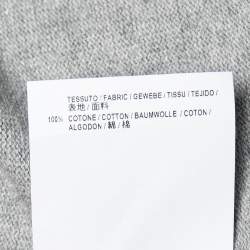 TESSUTO / FABRIC / GEWEBE / TISSU / TEJIDO /
表地 / 面料
100% COTONE / COTTON / BAUMWOLLE / COTON /
ALGODON / 綿 / 棉